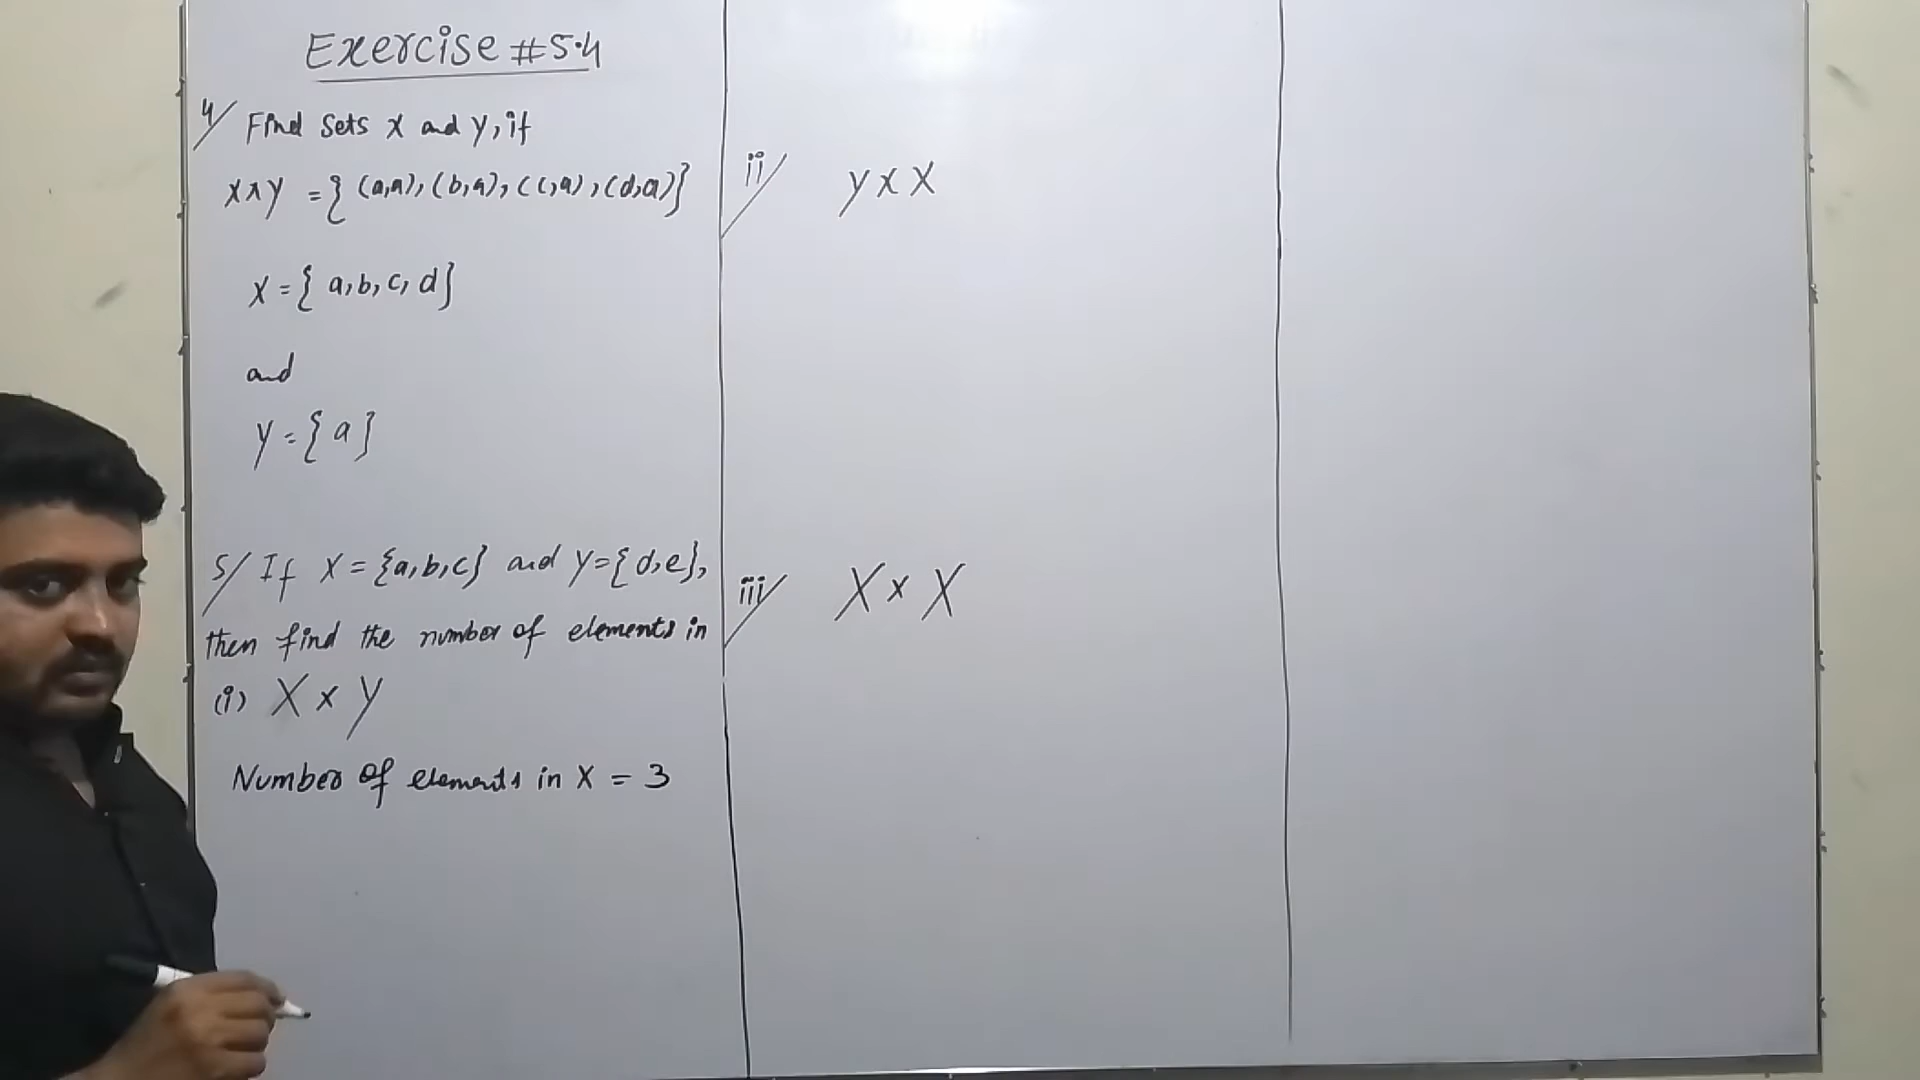 Exercise #5.4
4/ Find Sets X and Y, if
X×Y = { (a,a), (b,a), (c,a), (d,a)}
X = { a, b, c, d}
and
Y = { a }
5/ If X = {a,b,c} and Y={d,e},
then find the number of elements in
(i) X × Y
Number of elements in X = 3
ii/ Y × X
iii/ X × X